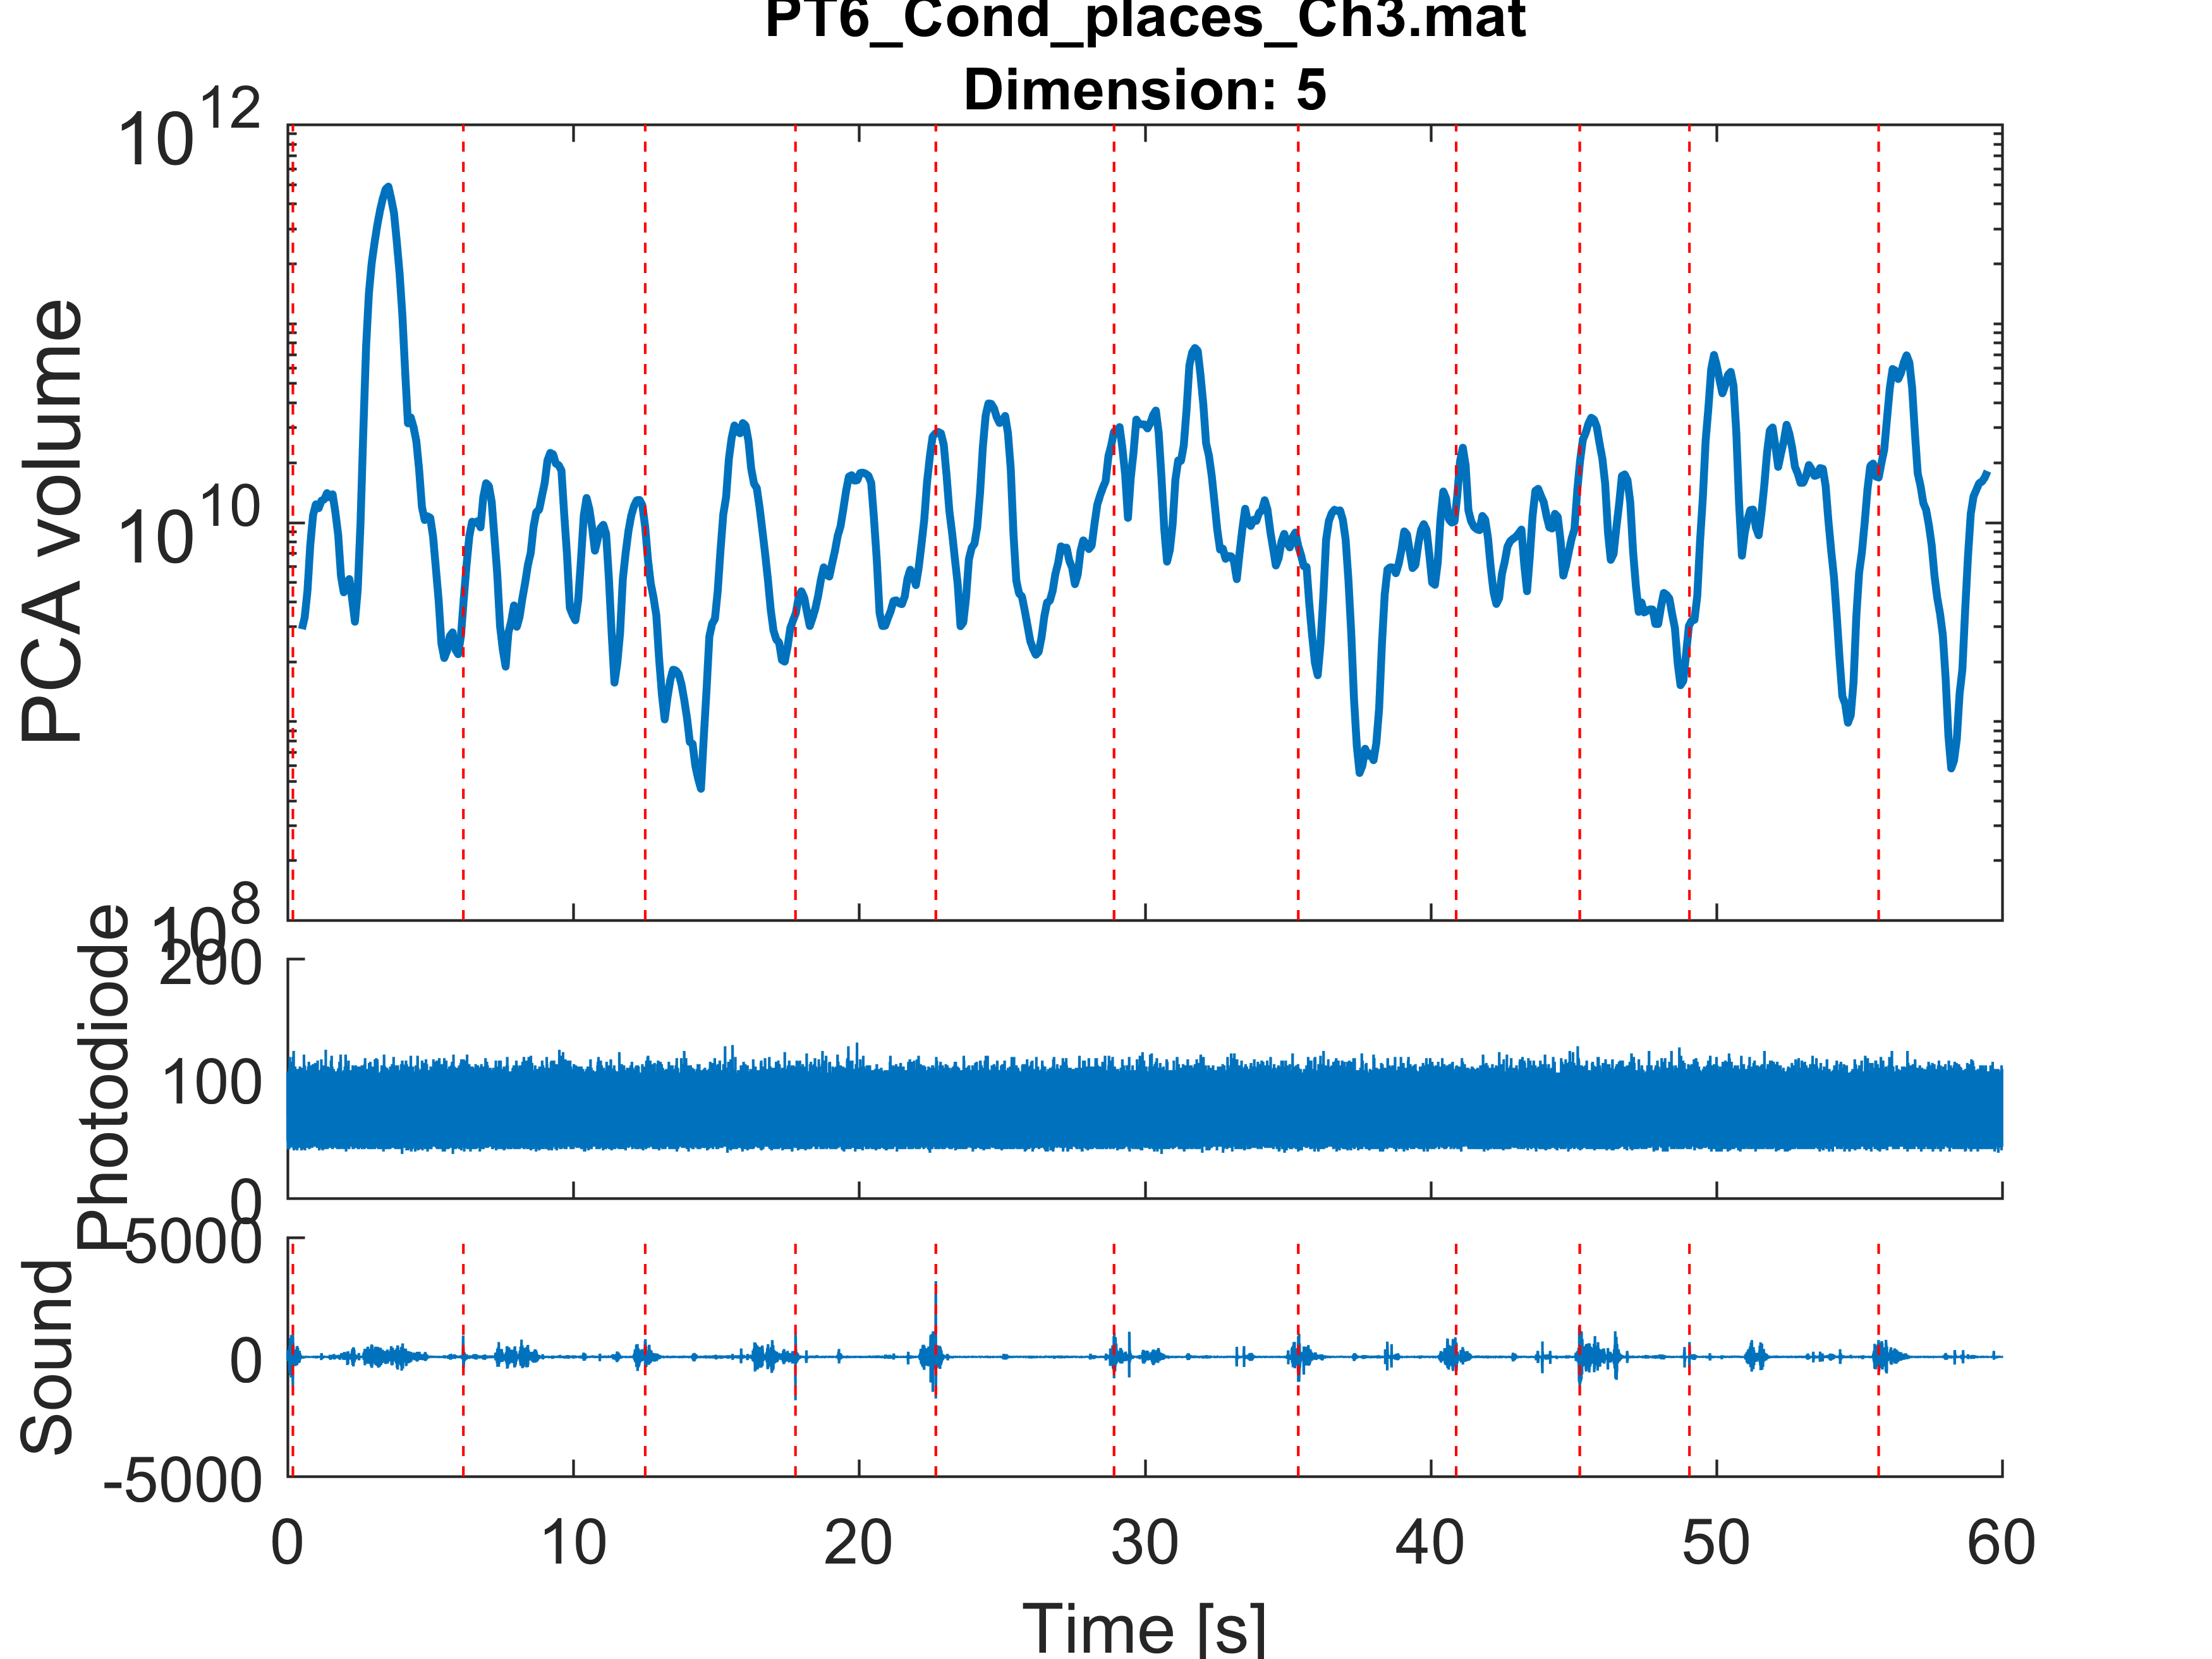 PT6_Cond_places_Ch3.mat
Dimension: 5
PCA volume
10^12
10^10
10^8
Photodiode
200
100
0
Sound
5000
0
-5000
0 10 20 30 40 50 60
Time [s]